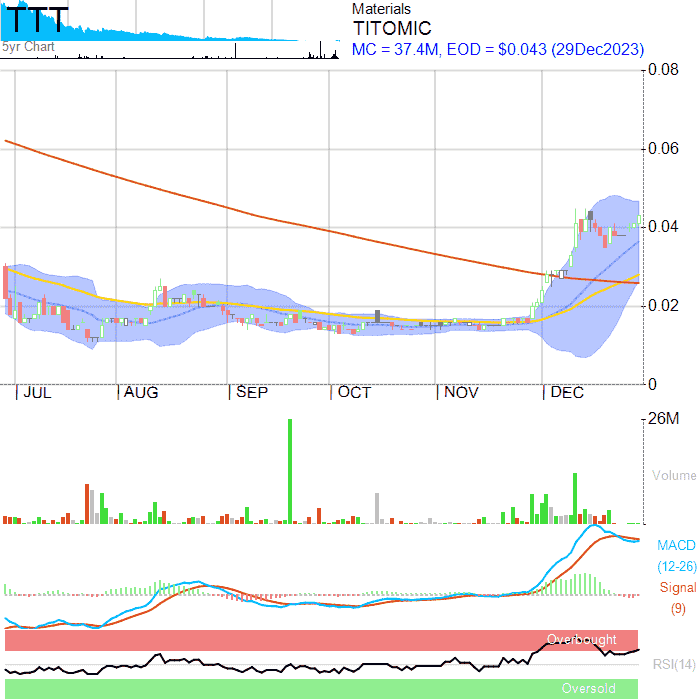 TTT
5yr Chart
Materials
TITOMIC
MC = 37.4M, EOD = $0.043 (29Dec2023)
0.08
0.06
0.04
0.02
0
JUL AUG SEP OCT NOV DEC
26M
Volume
MACD
(12-26)
Signal
(9)
Overbought
RSI(14)
Oversold